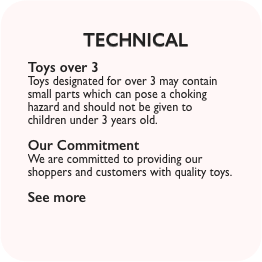 TECHNICAL
Toys over 3
Toys designated for over 3 may contain
small parts which can pose a choking
hazard and should not be given to
children under 3 years old.
Our Commitment
We are committed to providing our
shoppers and customers with quality toys.
See more